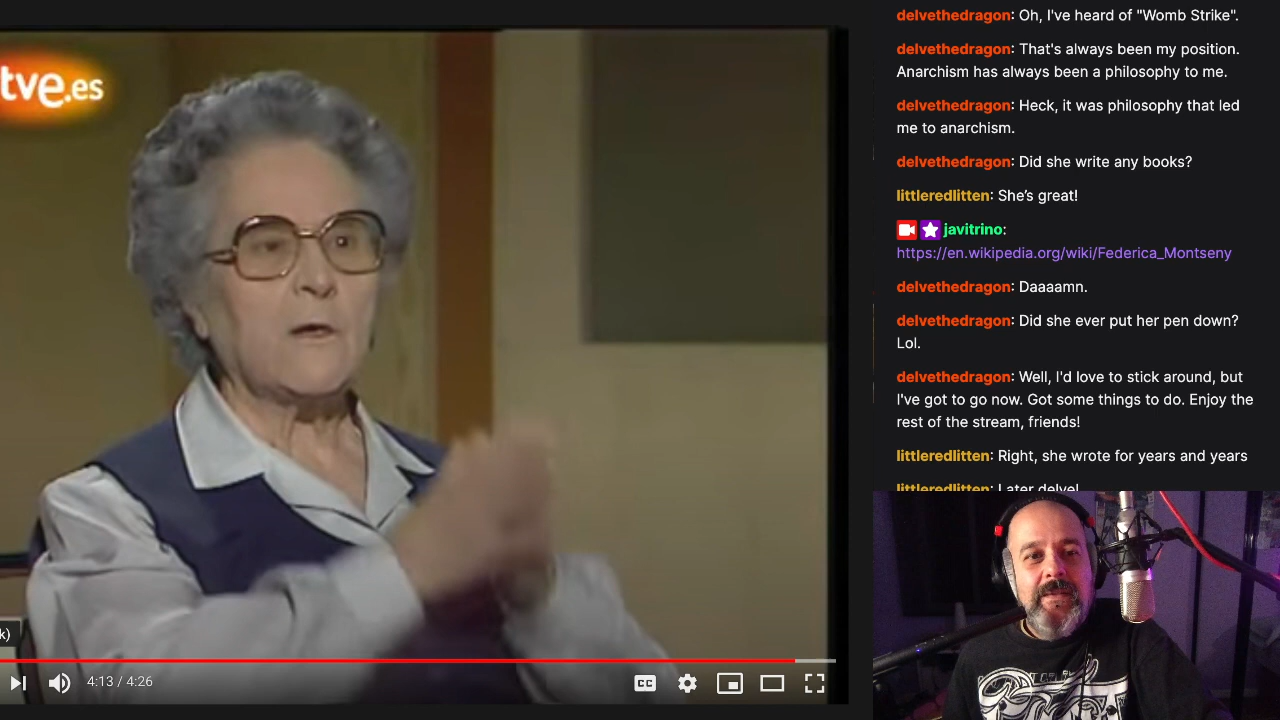 tve.es
k)
4:13 / 4:26
CC
delvethedragon: Oh, I've heard of "Womb Strike".
delvethedragon: That's always been my position.
Anarchism has always been a philosophy to me.
delvethedragon: Heck, it was philosophy that led
me to anarchism.
delvethedragon: Did she write any books?
littleredlitten: She’s great!
javitrino:
https://en.wikipedia.org/wiki/Federica_Montseny
delvethedragon: Daaaamn.
delvethedragon: Did she ever put her pen down?
Lol.
delvethedragon: Well, I'd love to stick around, but
I've got to go now. Got some things to do. Enjoy the
rest of the stream, friends!
littleredlitten: Right, she wrote for years and years
littleredlitten: Later delve!